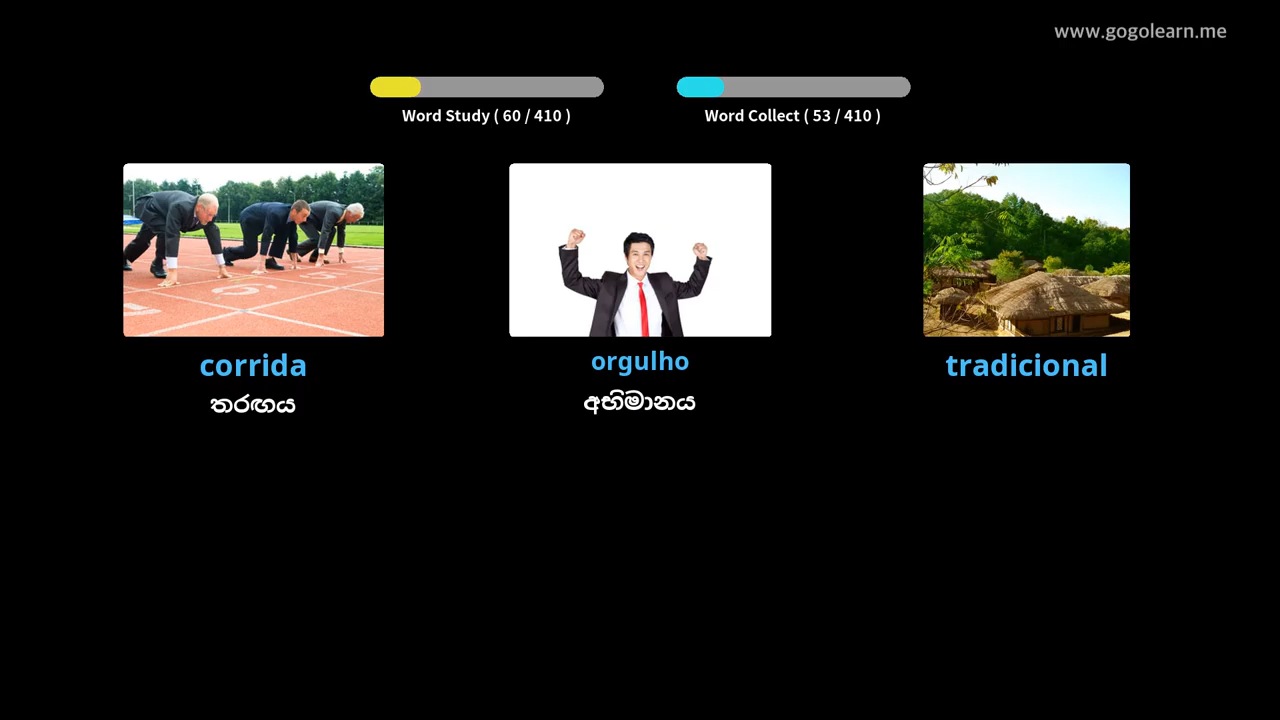 www.gogolearn.me
Word Study ( 60 / 410 )
Word Collect ( 53 / 410 )
corrida
තරඟය
orgulho
අභිමානය
tradicional